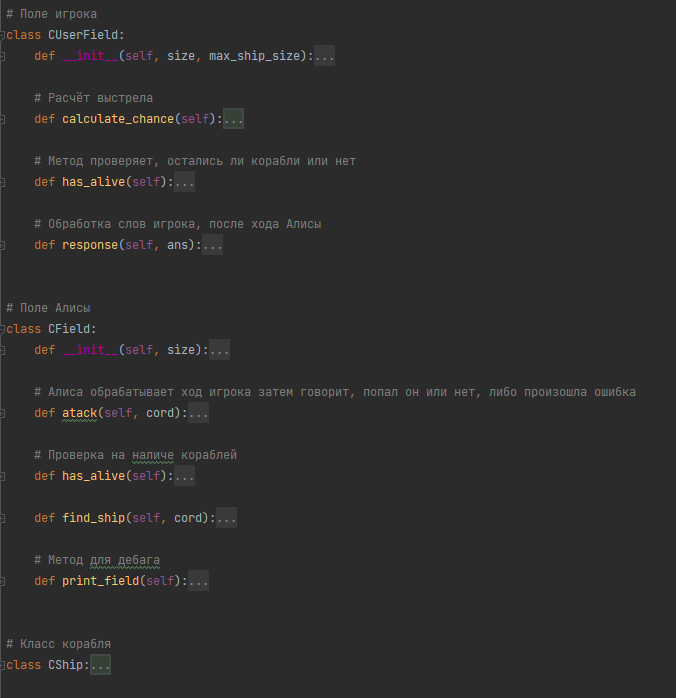 # Поле игрока
class CUserField:
def __init__(self, size, max_ship_size):...
# Расчёт выстрела
def calculate_chance(self):...
# Метод проверяет, остались ли корабли или нет
def has_alive(self):...
# Обработка слов игрока, после хода Алисы
def response(self, ans):...
# Поле Алисы
class CField:
def __init__(self, size):...
# Алиса обрабатывает ход игрока затем говорит, попал он или нет, либо произошла ошибка
def atack(self, cord):...
# Проверка на наличе кораблей
def has_alive(self):...
def find_ship(self, cord):...
# Метод для дебага
def print_field(self):...
# Класс корабля
class CShip:...